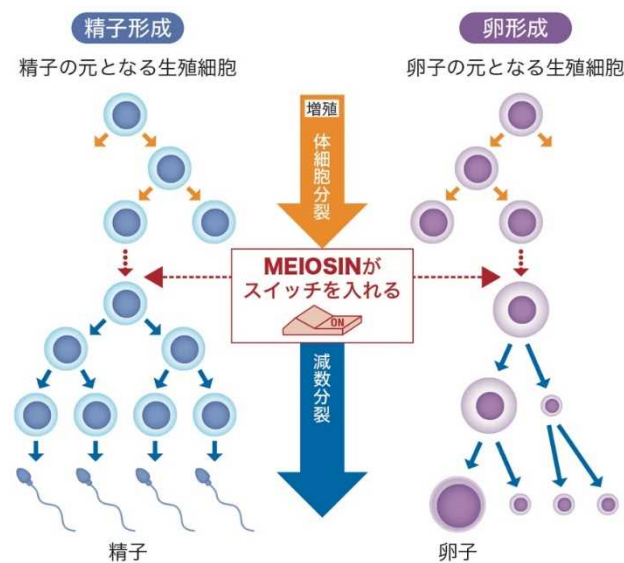 精子形成
卵形成
精子の元となる生殖細胞
卵子の元となる生殖細胞
増殖
体細胞分裂
MEIOSINが
スイッチを入れる
ON
減数分裂
精子
卵子